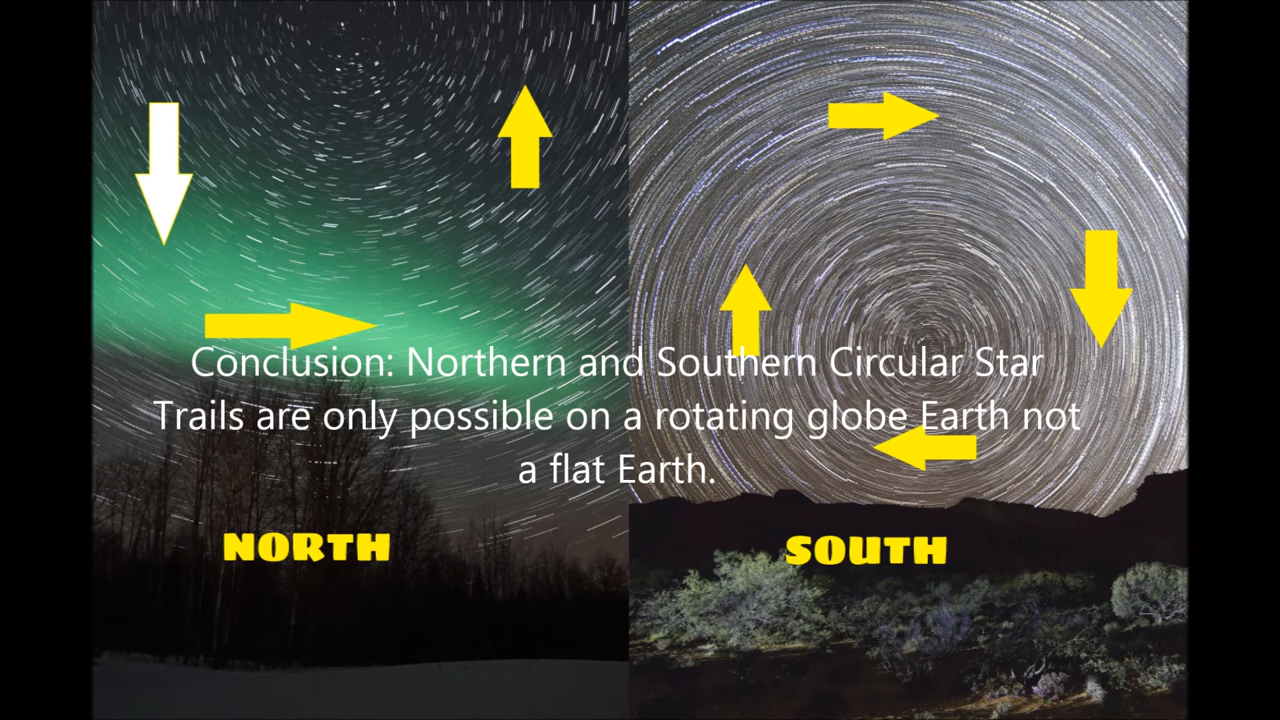 Conclusion: Northern and Southern Circular Star
Trails are only possible on a rotating globe Earth not
a flat Earth.
NORTH
SOUTH